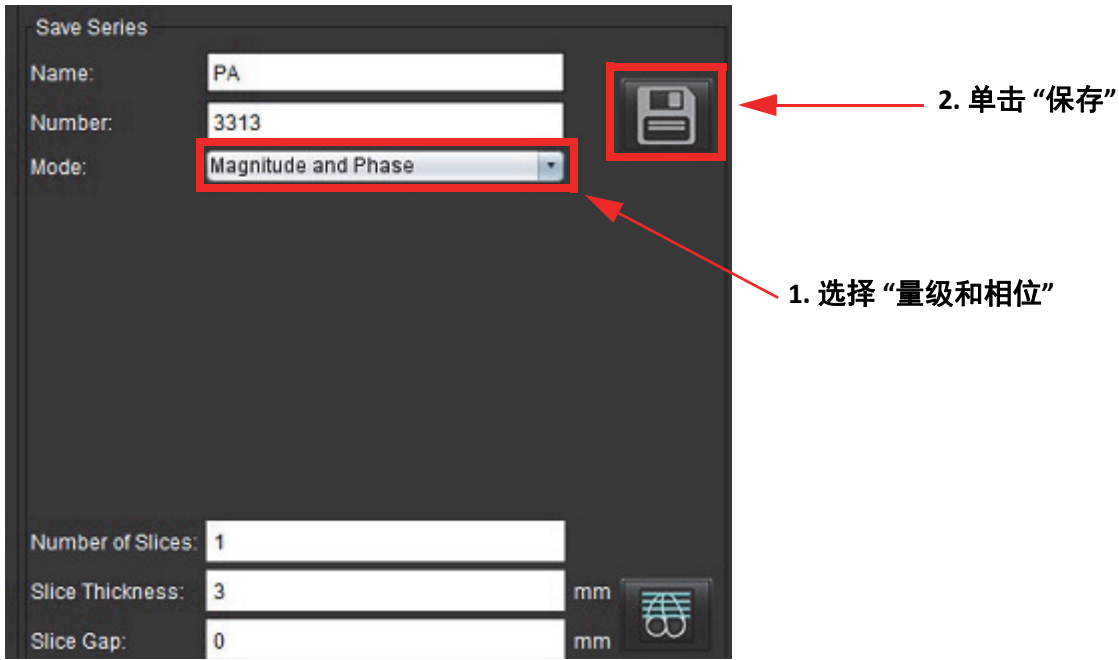 Save Series
Name: PA
2. 单击 “保存”
Number: 3313
Mode: Magnitude and Phase
1. 选择 “量级和相位”
Number of Slices: 1
Slice Thickness: 3 mm
Slice Gap: 0 mm